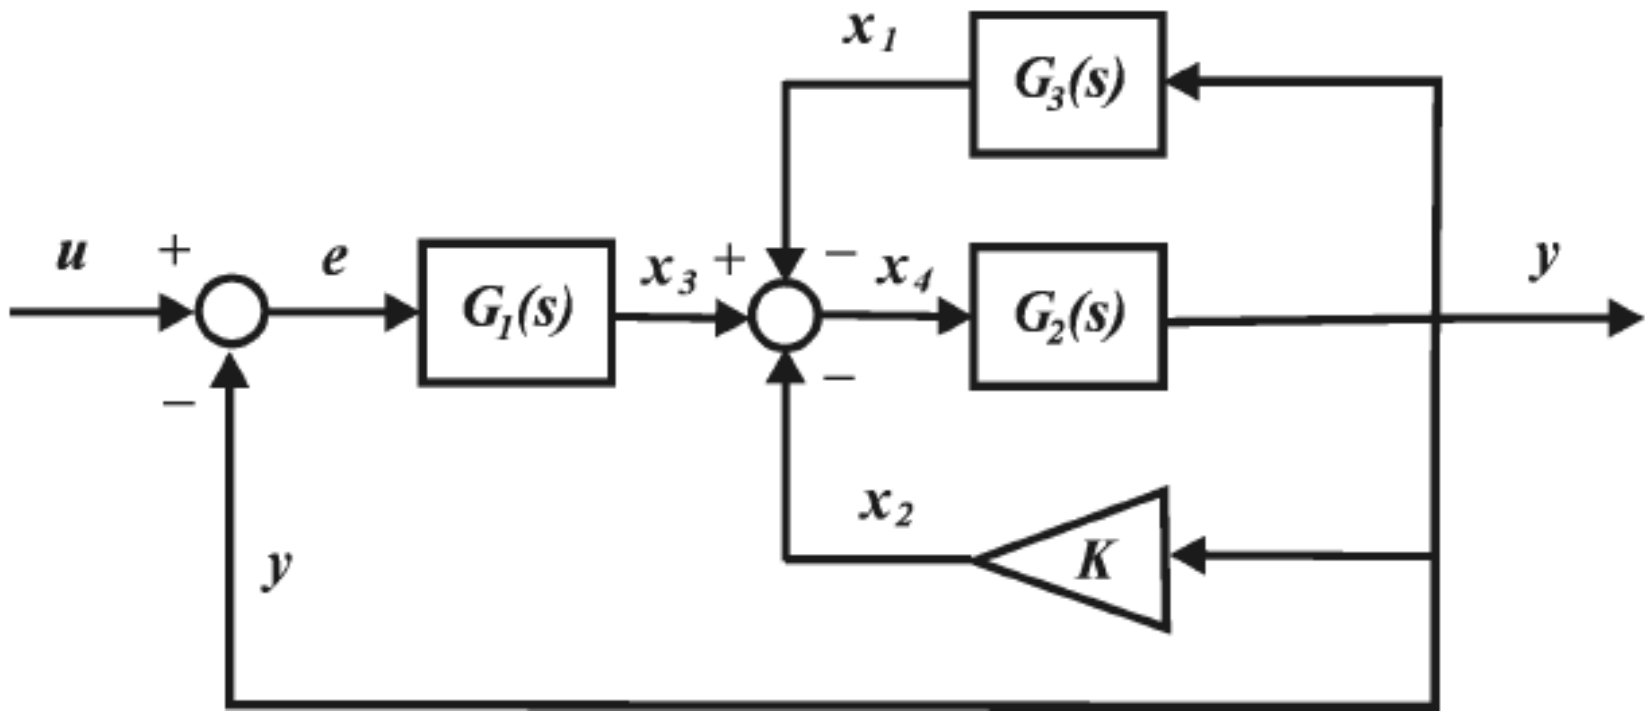 x₁
G₃(s)
u + e G₁(s) x₃ + − x₄ G₂(s) y
− −
x₂
K
y